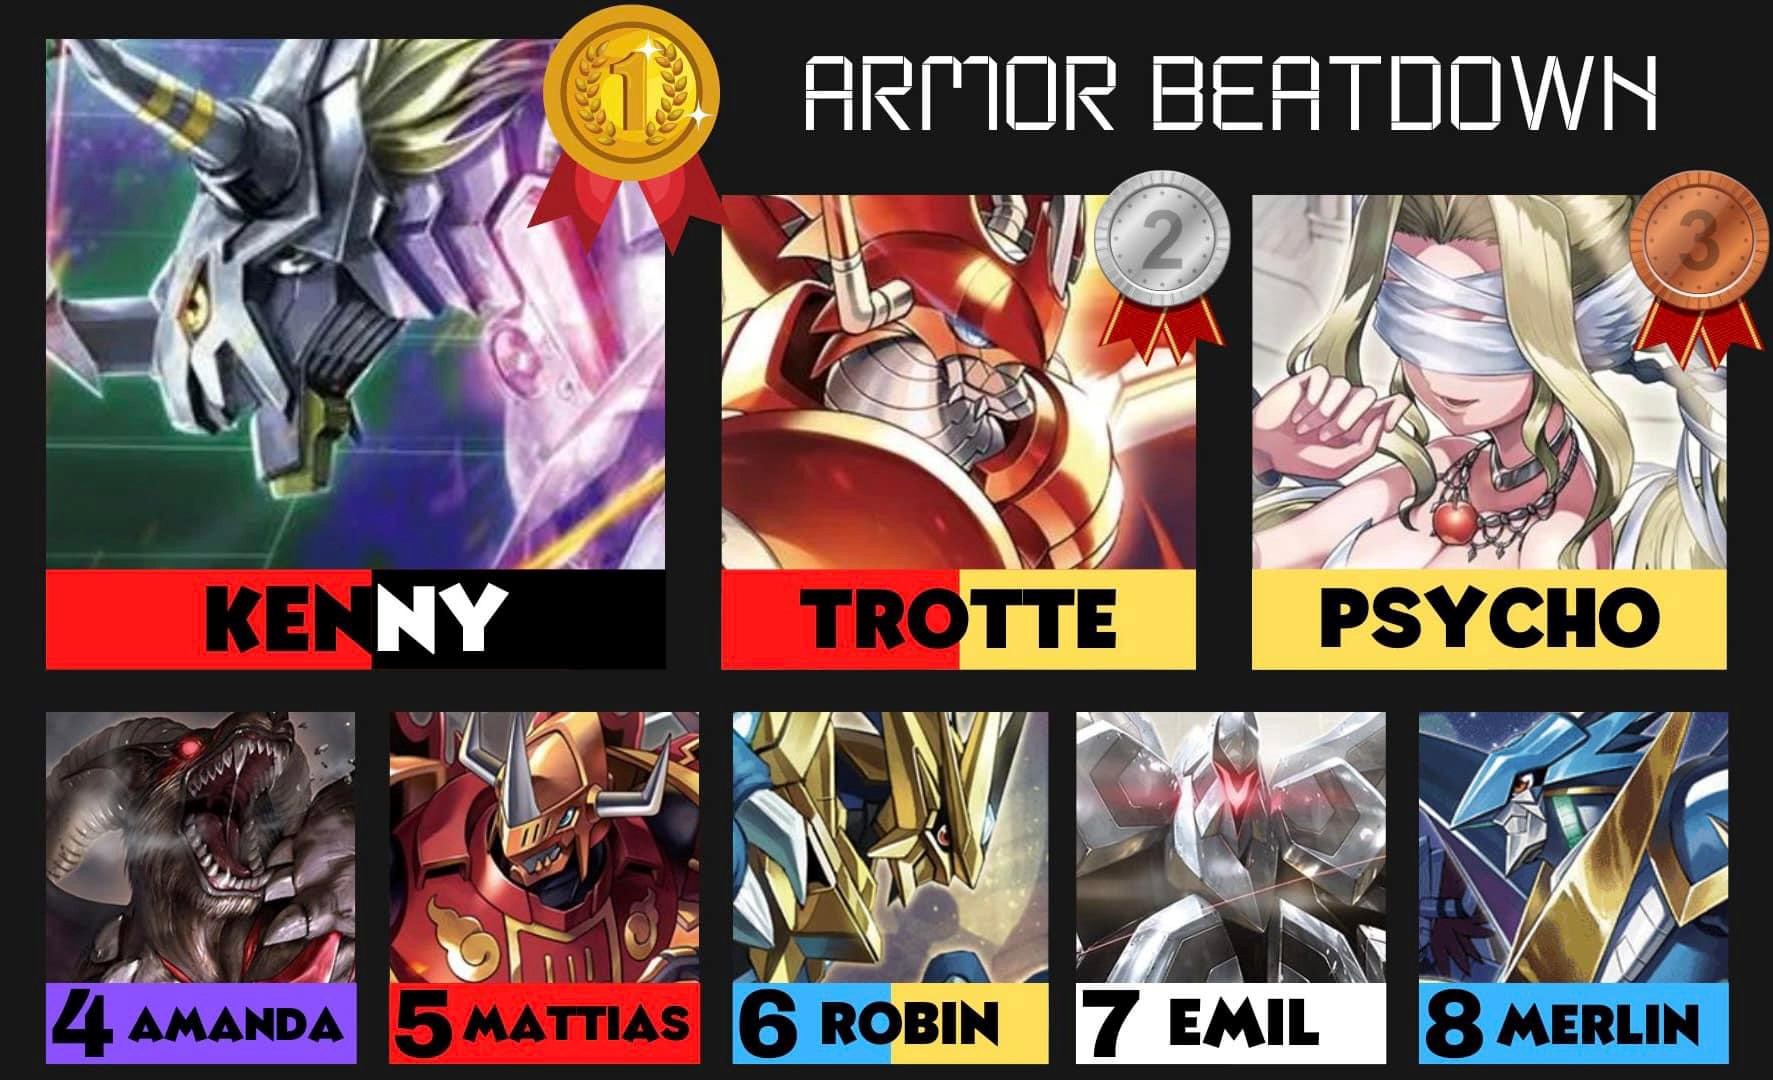 ARMOR BEATDOWN
1
2
3
KENNY
TROTTE
PSYCHO
4 AMANDA
5 MATTIAS
6 ROBIN
7 EMIL
8 MERLIN